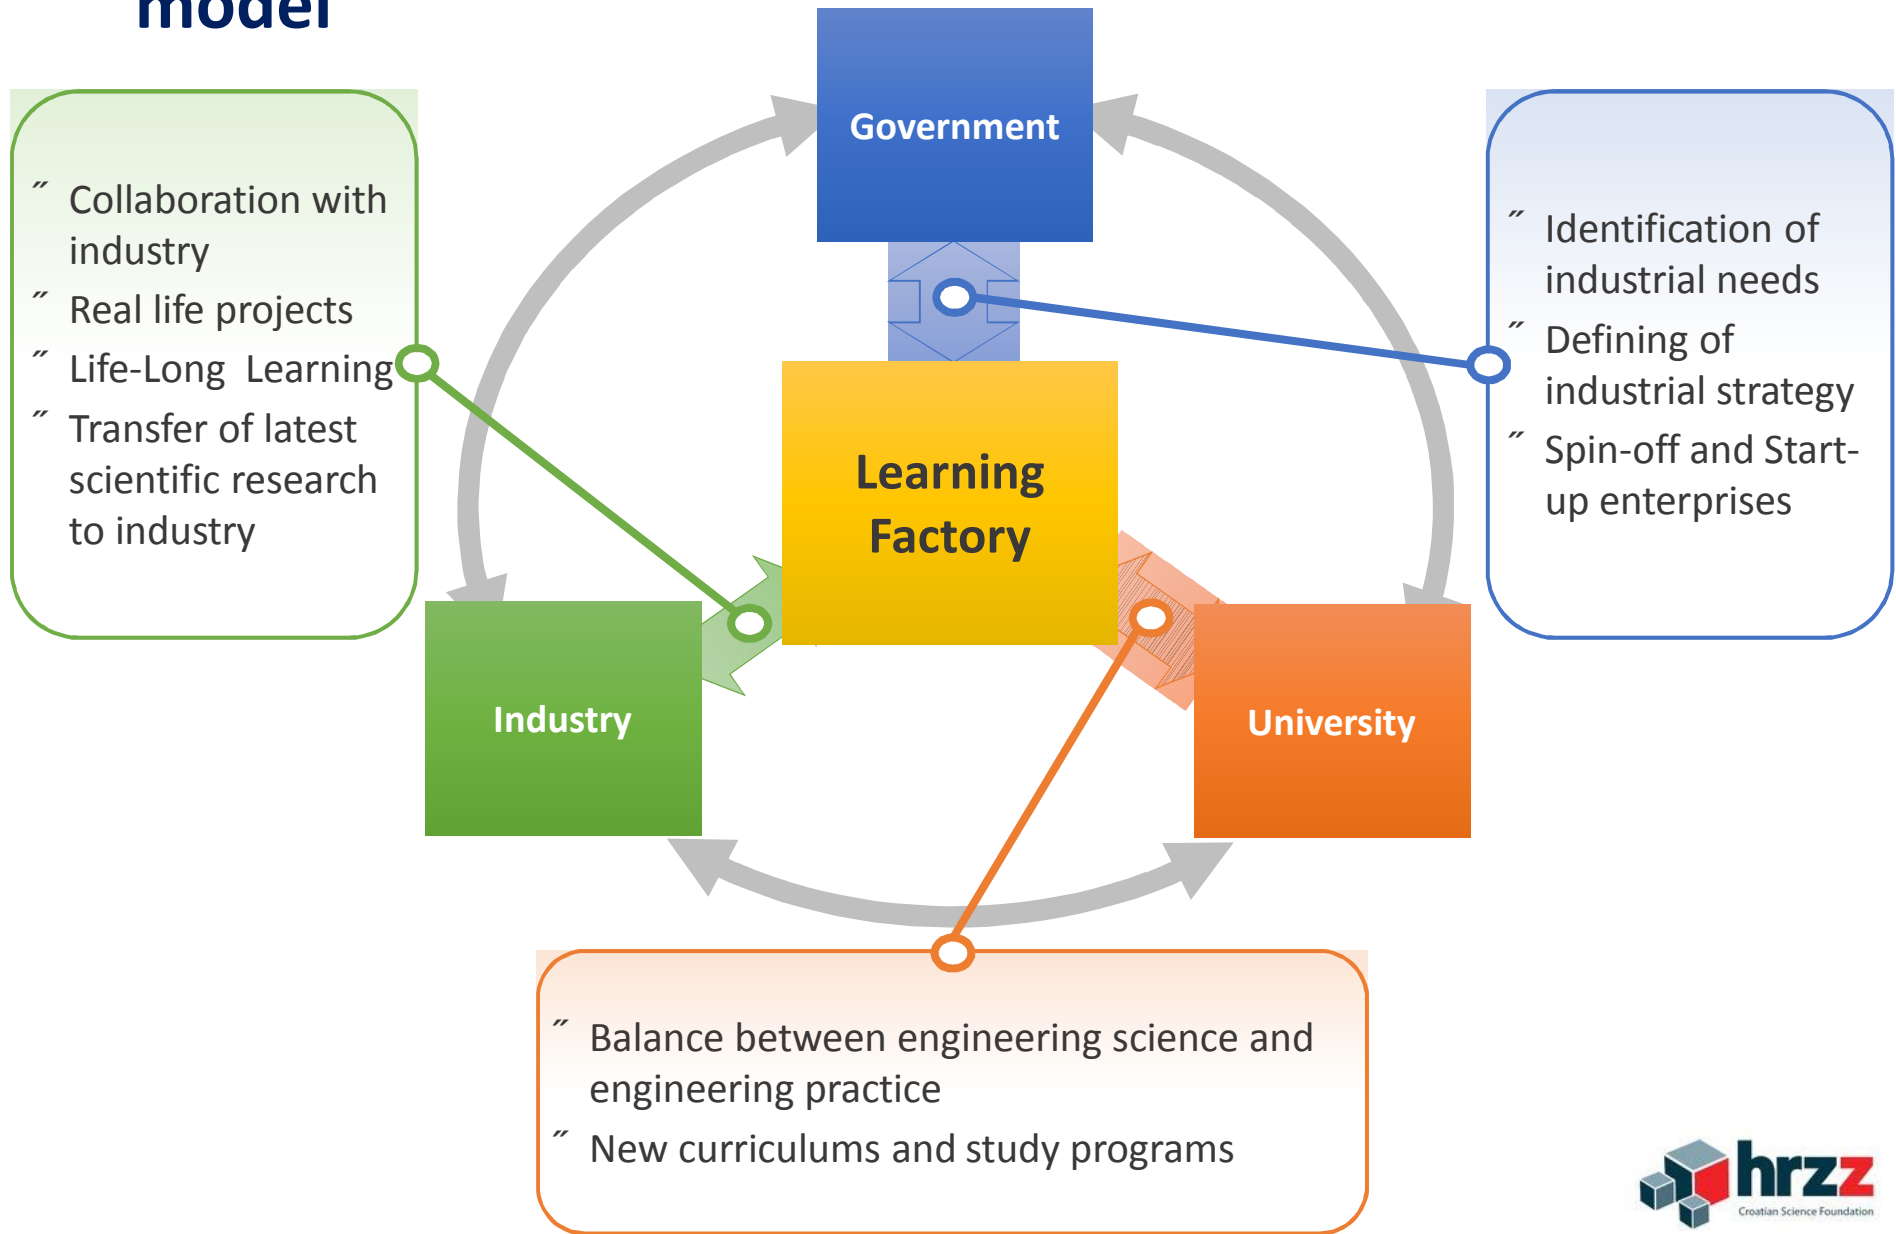 model
Government
˝ Collaboration with
industry
˝ Real life projects
˝ Life-Long Learning
˝ Transfer of latest
scientific research
to industry
˝ Identification of
industrial needs
˝ Defining of
industrial strategy
˝ Spin-off and Start-
up enterprises
Learning
Factory
Industry
University
˝ Balance between engineering science and
engineering practice
˝ New curriculums and study programs
hrzz
Croatian Science Foundation